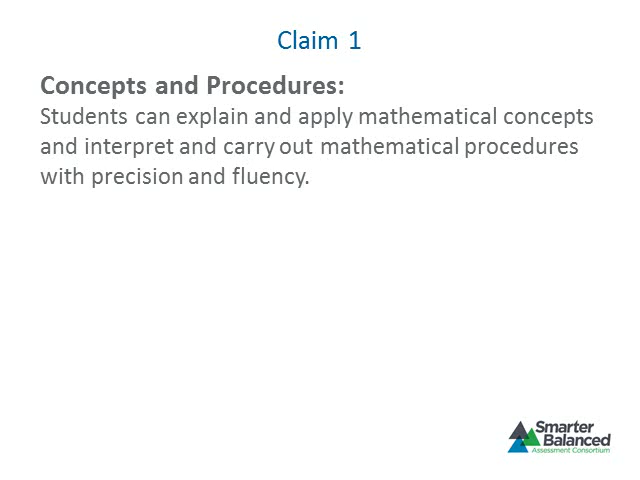 Claim 1
Concepts and Procedures:
Students can explain and apply mathematical concepts
and interpret and carry out mathematical procedures
with precision and fluency.
Smarter
Balanced
Assessment Consortium